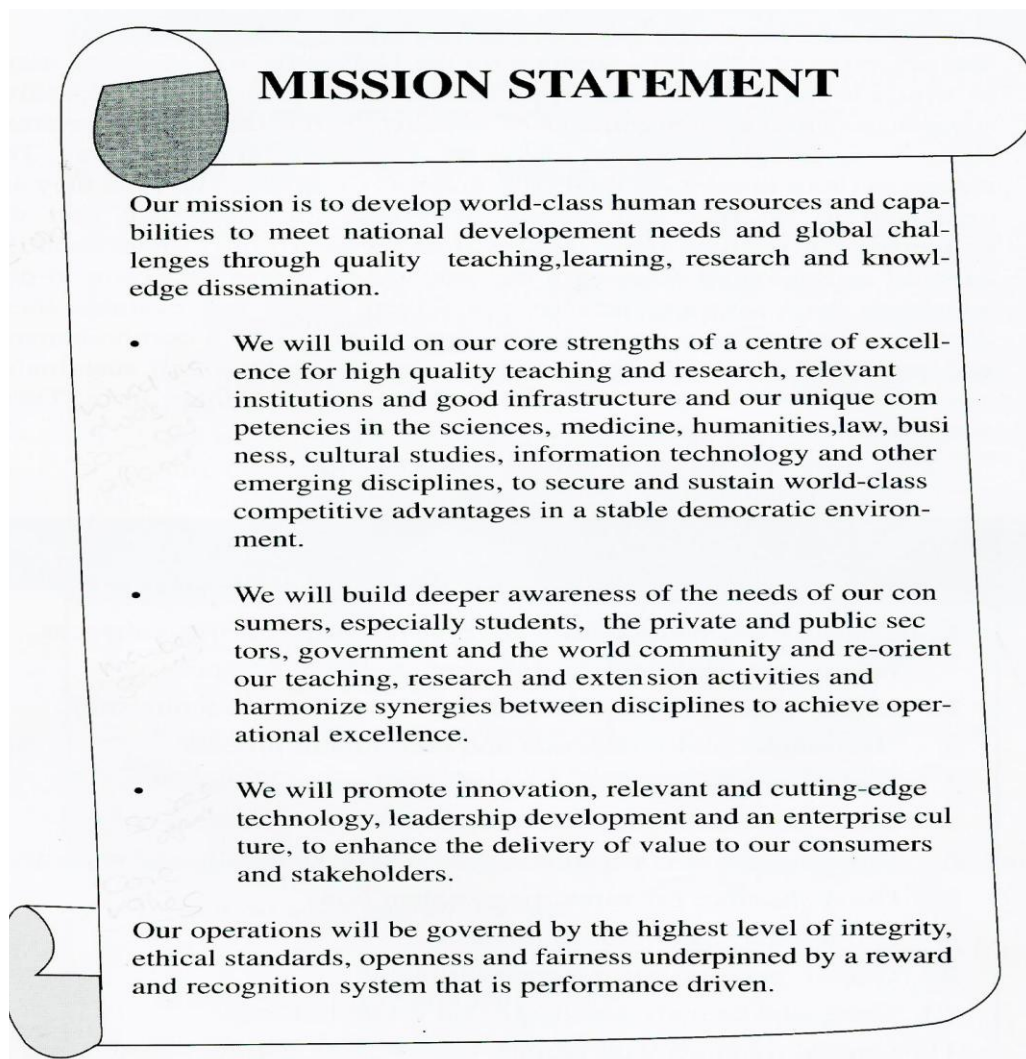 MISSION STATEMENT
Our mission is to develop world-class human resources and capa-
bilities to meet national developement needs and global chal-
lenges through quality teaching,learning, research and knowl-
edge dissemination.
• We will build on our core strengths of a centre of excell-
ence for high quality teaching and research, relevant
institutions and good infrastructure and our unique com
petencies in the sciences, medicine, humanities,law, busi
ness, cultural studies, information technology and other
emerging disciplines, to secure and sustain world-class
competitive advantages in a stable democratic environ-
ment.
• We will build deeper awareness of the needs of our con
sumers, especially students, the private and public sec
tors, government and the world community and re-orient
our teaching, research and extension activities and
harmonize synergies between disciplines to achieve oper-
ational excellence.
• We will promote innovation, relevant and cutting-edge
technology, leadership development and an enterprise cul
ture, to enhance the delivery of value to our consumers
and stakeholders.
Our operations will be governed by the highest level of integrity,
ethical standards, openness and fairness underpinned by a reward
and recognition system that is performance driven.